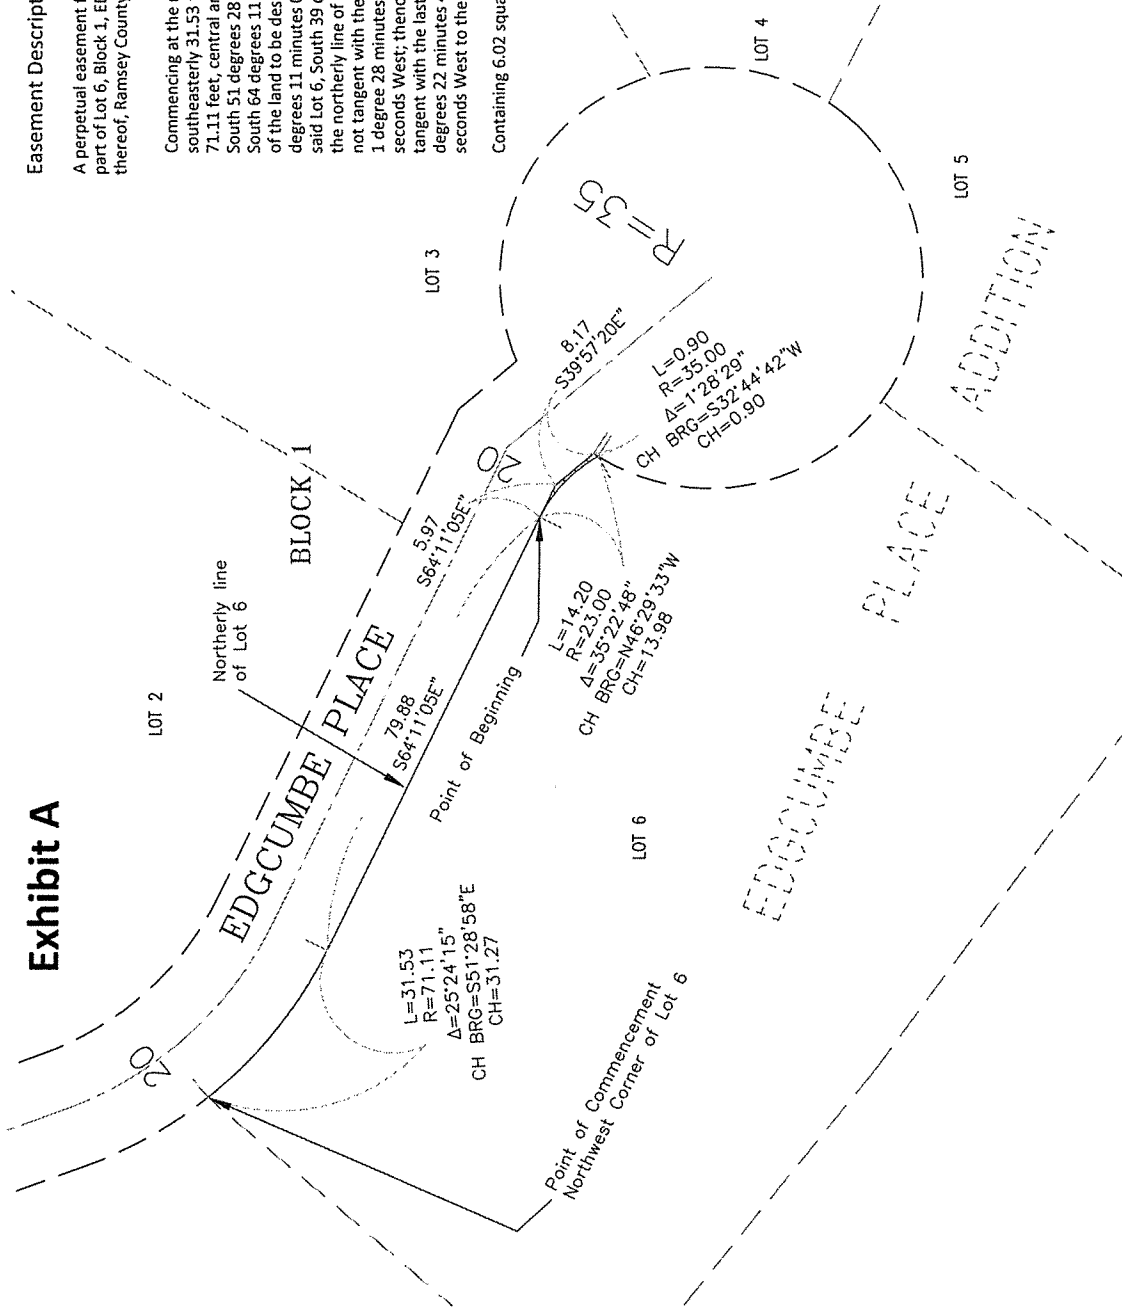 Exhibit A
Easement Descript
A perpetual easement f
part of Lot 6, Block 1, ED
thereof, Ramsey County
Commencing at the n
southeasterly 31.53
71.11 feet, central an
South 51 degrees 28
South 64 degrees 11
of the land to be des
degrees 11 minutes 0
said Lot 6, South 39 d
the northerly line of
not tangent with the
1 degree 28 minutes
seconds West; thenc
tangent with the last
degrees 22 minutes 4
seconds West to the
Containing 6.02 squa
LOT 2
Northerly line
of Lot 6
BLOCK 1
LOT 3
LOT 4
LOT 5
EDGCUMBE PLACE
20
20
R=35
5.97
S64°11'05E"
79.88
S64°11'05E"
8.17
S39°57'20E"
L=0.90
R=35.00
Δ=1°28'29"
CH BRG=S32°44'42"W
CH=0.90
L=14.20
R=23.00
Δ=35°22'48"
CH BRG=N46°29'33"W
CH=13.98
Point of Beginning
L=31.53
R=71.11
Δ=25°24'15"
CH BRG=S51°28'58"E
CH=31.27
LOT 6
Point of Commencement
Northwest Corner of Lot 6
EDGCUMBE PLACE ADDITION